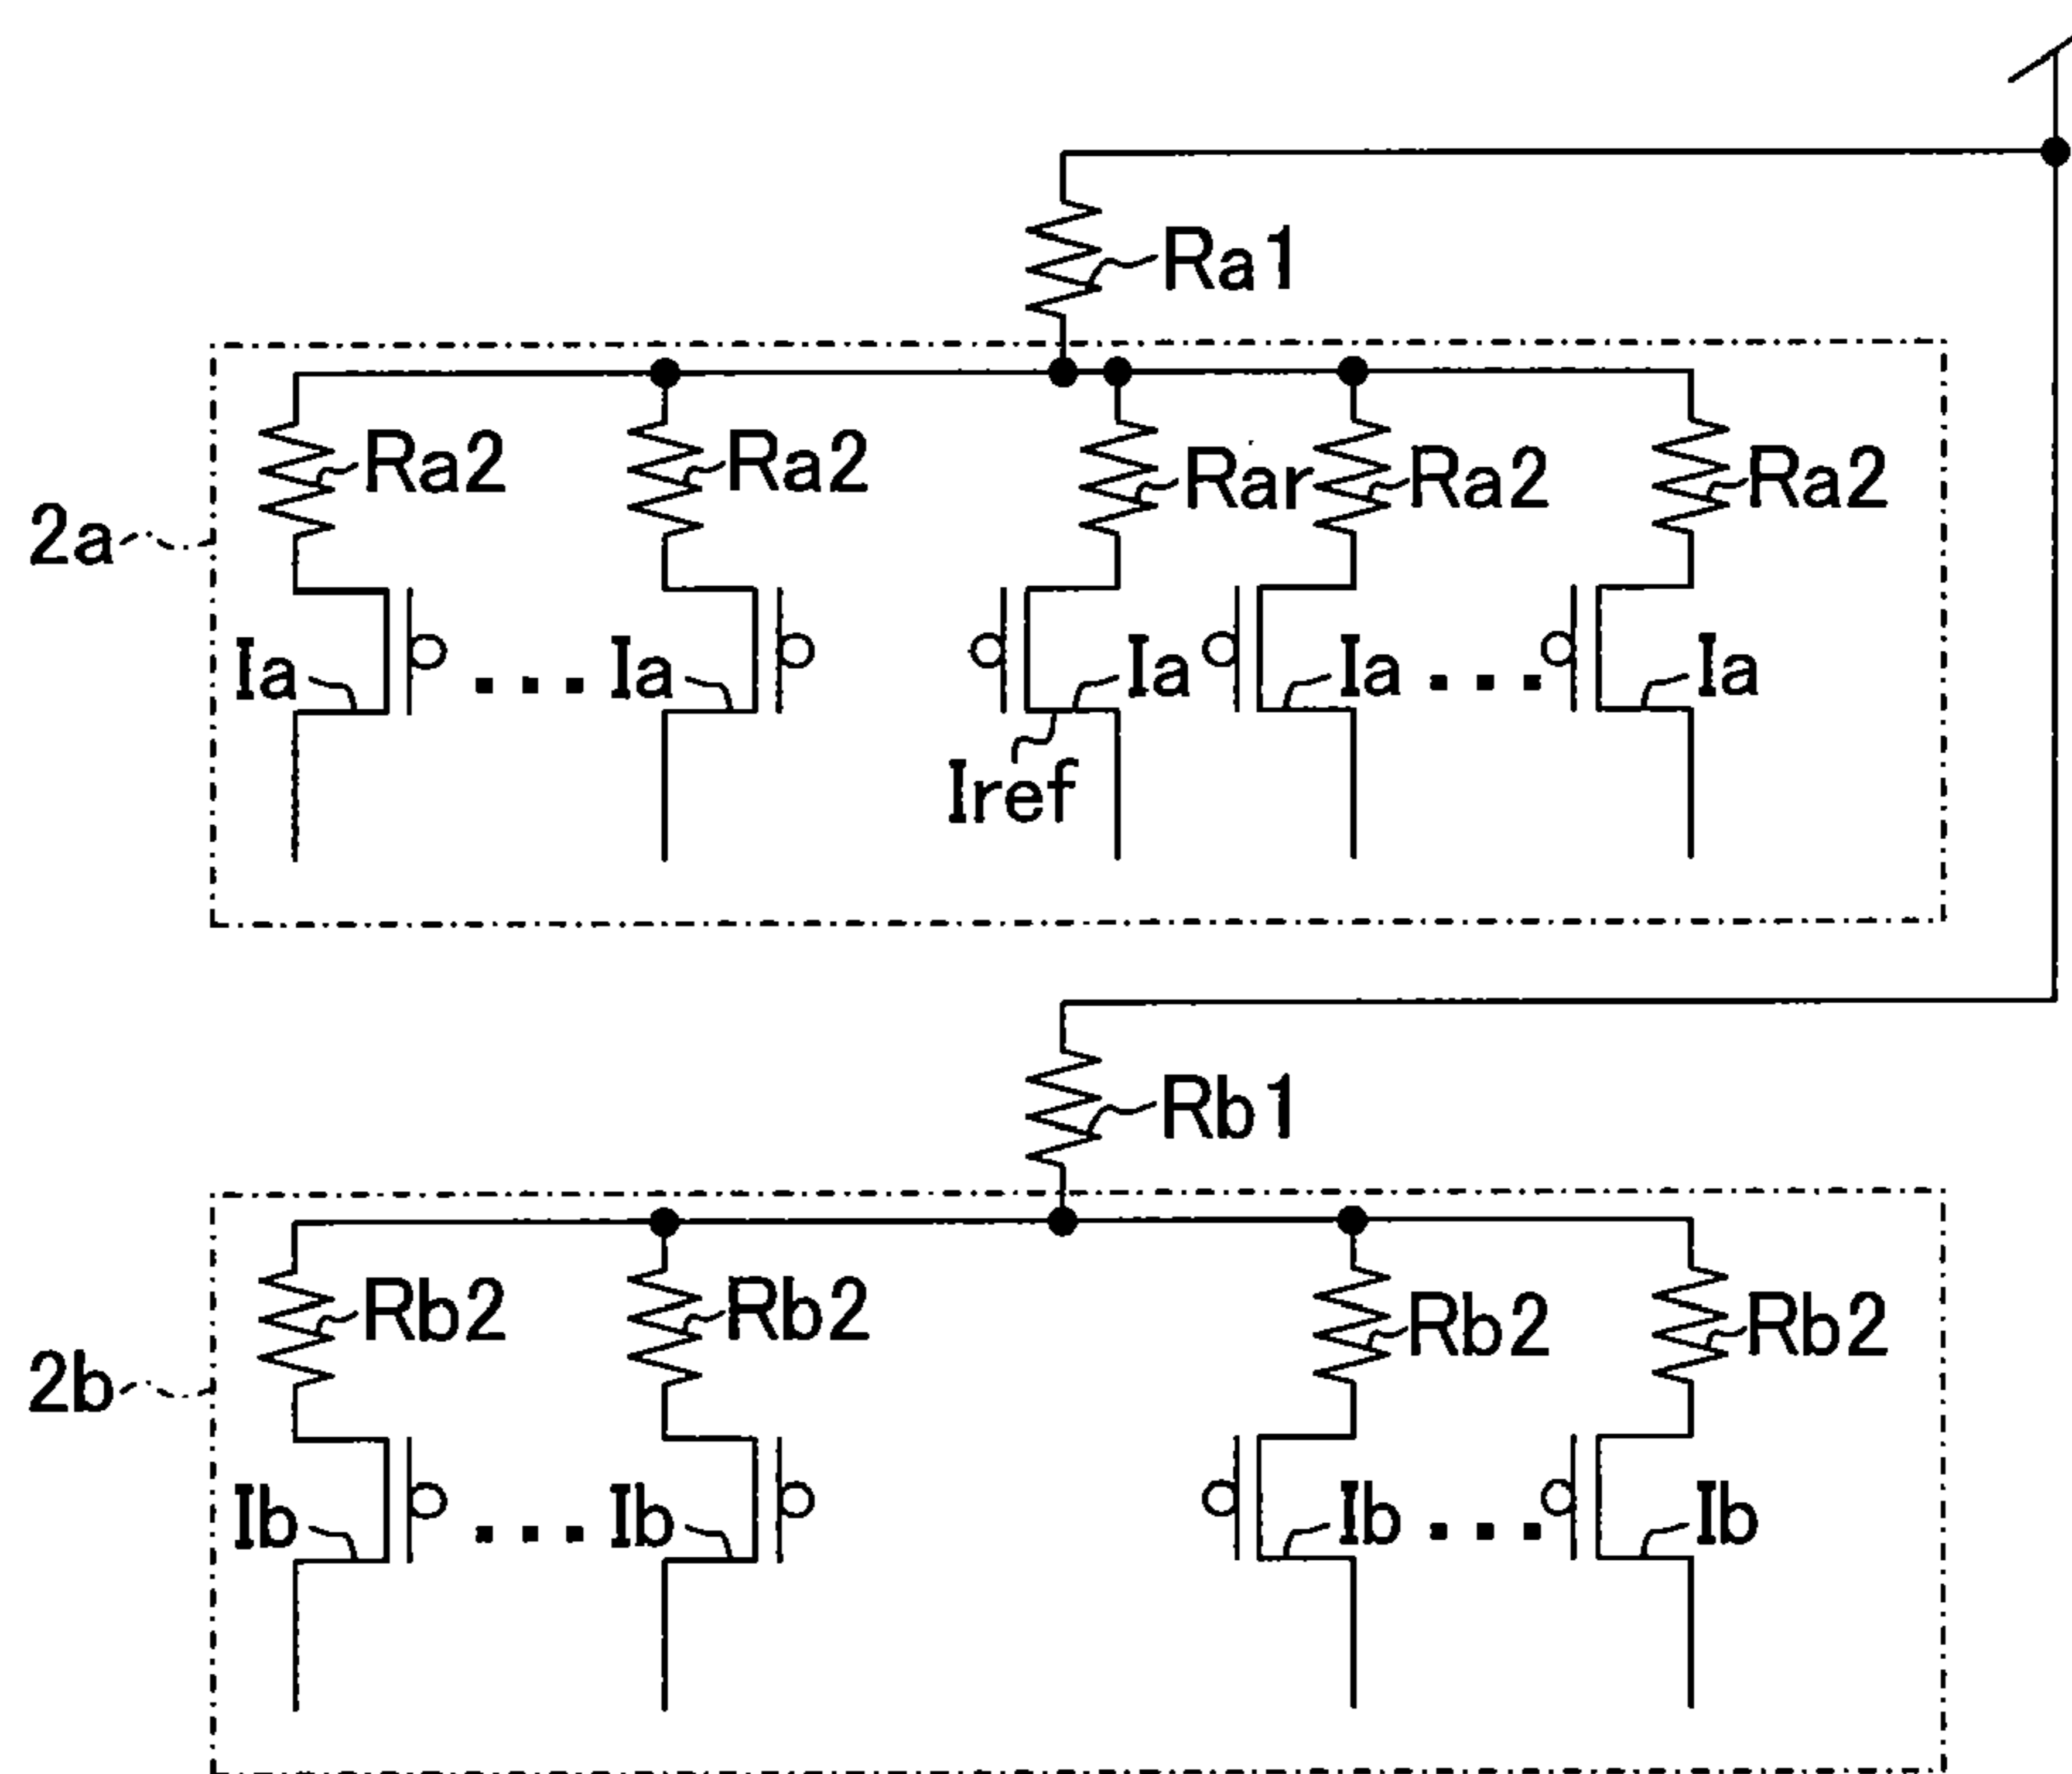 Ra1
Ra2 Ra2 Rar Ra2 Ra2
2a
Ia ... Ia Ia Ia ... Ia
Iref
Rb1
Rb2 Rb2 Rb2 Rb2
2b
Ib ... Ib Ib ... Ib